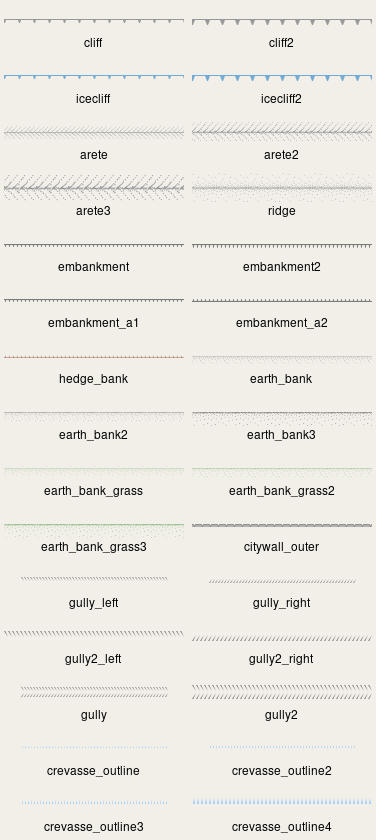 cliff
cliff2
icecliff
icecliff2
arete
arete2
arete3
ridge
embankment
embankment2
embankment_a1
embankment_a2
hedge_bank
earth_bank
earth_bank2
earth_bank3
earth_bank_grass
earth_bank_grass2
earth_bank_grass3
citywall_outer
gully_left
gully_right
gully2_left
gully2_right
gully
gully2
crevasse_outline
crevasse_outline2
crevasse_outline3
crevasse_outline4